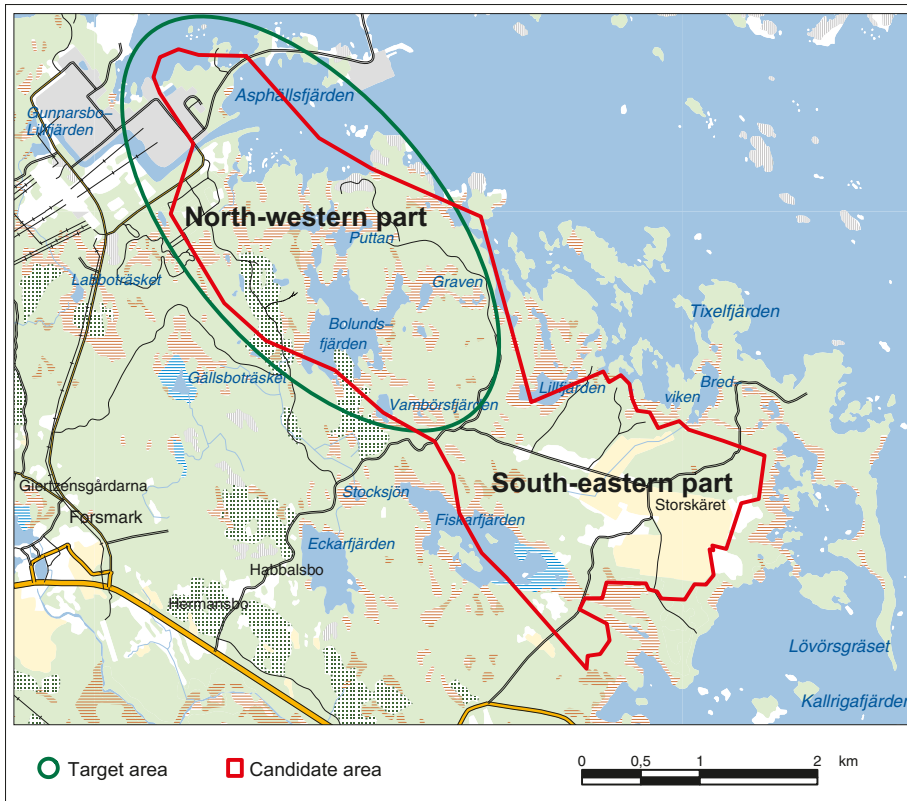 Asphällsfjärden
Gunnarsbo–
Lillfjärden
North-western part
Puttan
Labboträsket
Graven
Tixelfjärden
Bolunds-
fjärden
Gällsboträsket
Lillfjärden
Bred-
viken
Vambörsfjärden
South-eastern part
Giertzensgårdarna
Stocksjön
Storskäret
Forsmark
Fiskarfjärden
Eckarfjärden
Habbalsbo
Hermansbo
Lövörsgräset
Kallrigafjärden
Target area
Candidate area
0 0,5 1 2 km